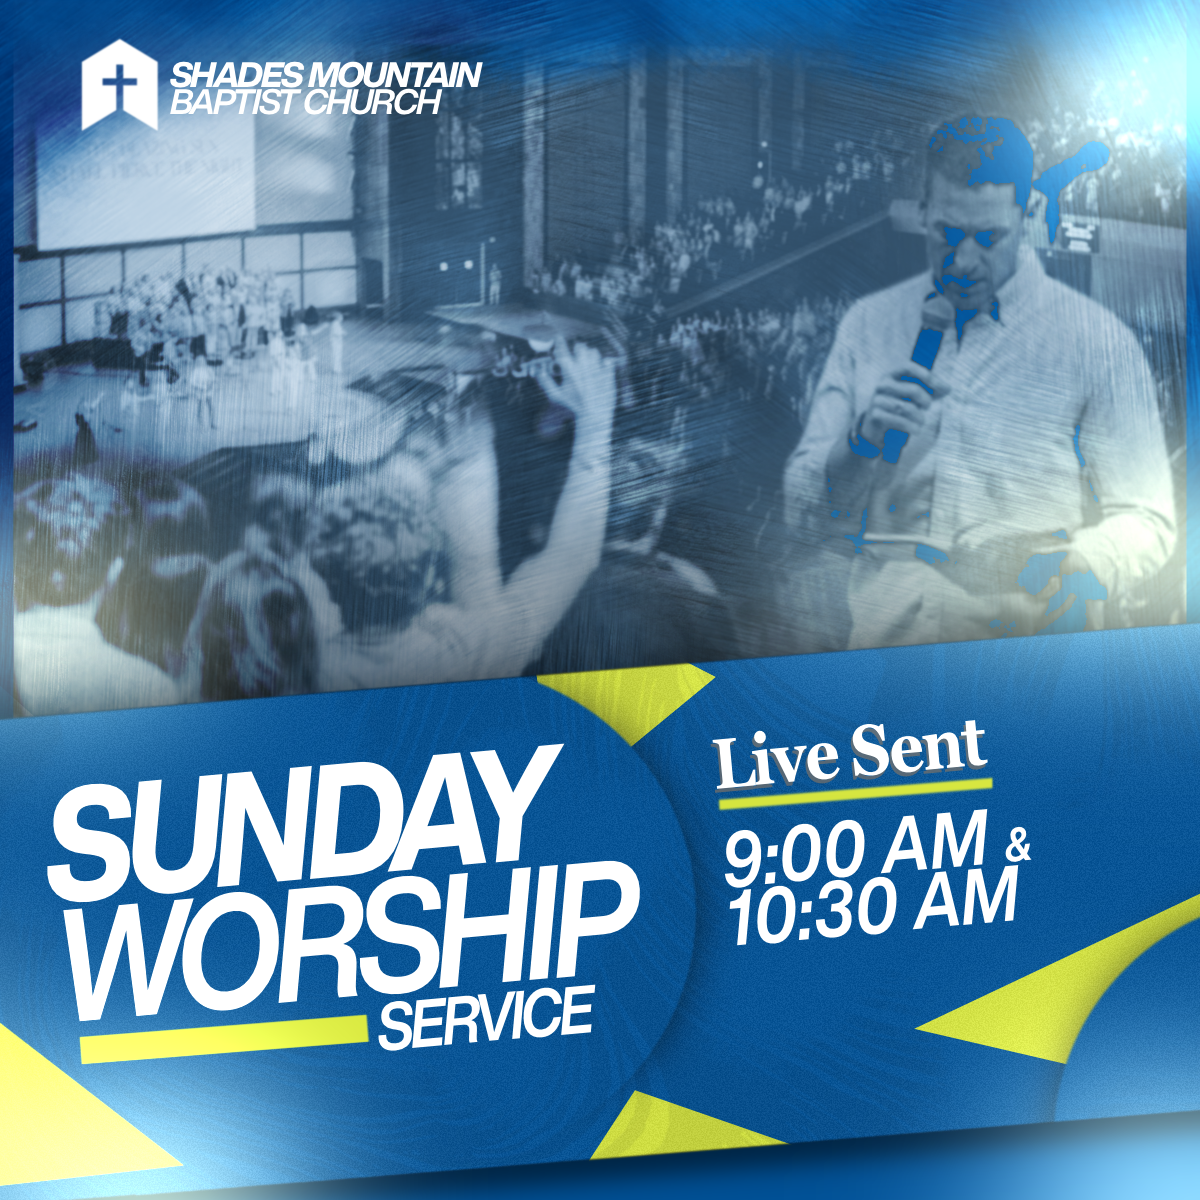 SHADES MOUNTAIN
BAPTIST CHURCH
SUNDAY
WORSHIP
SERVICE
Live Sent
9:00 AM &
10:30 AM